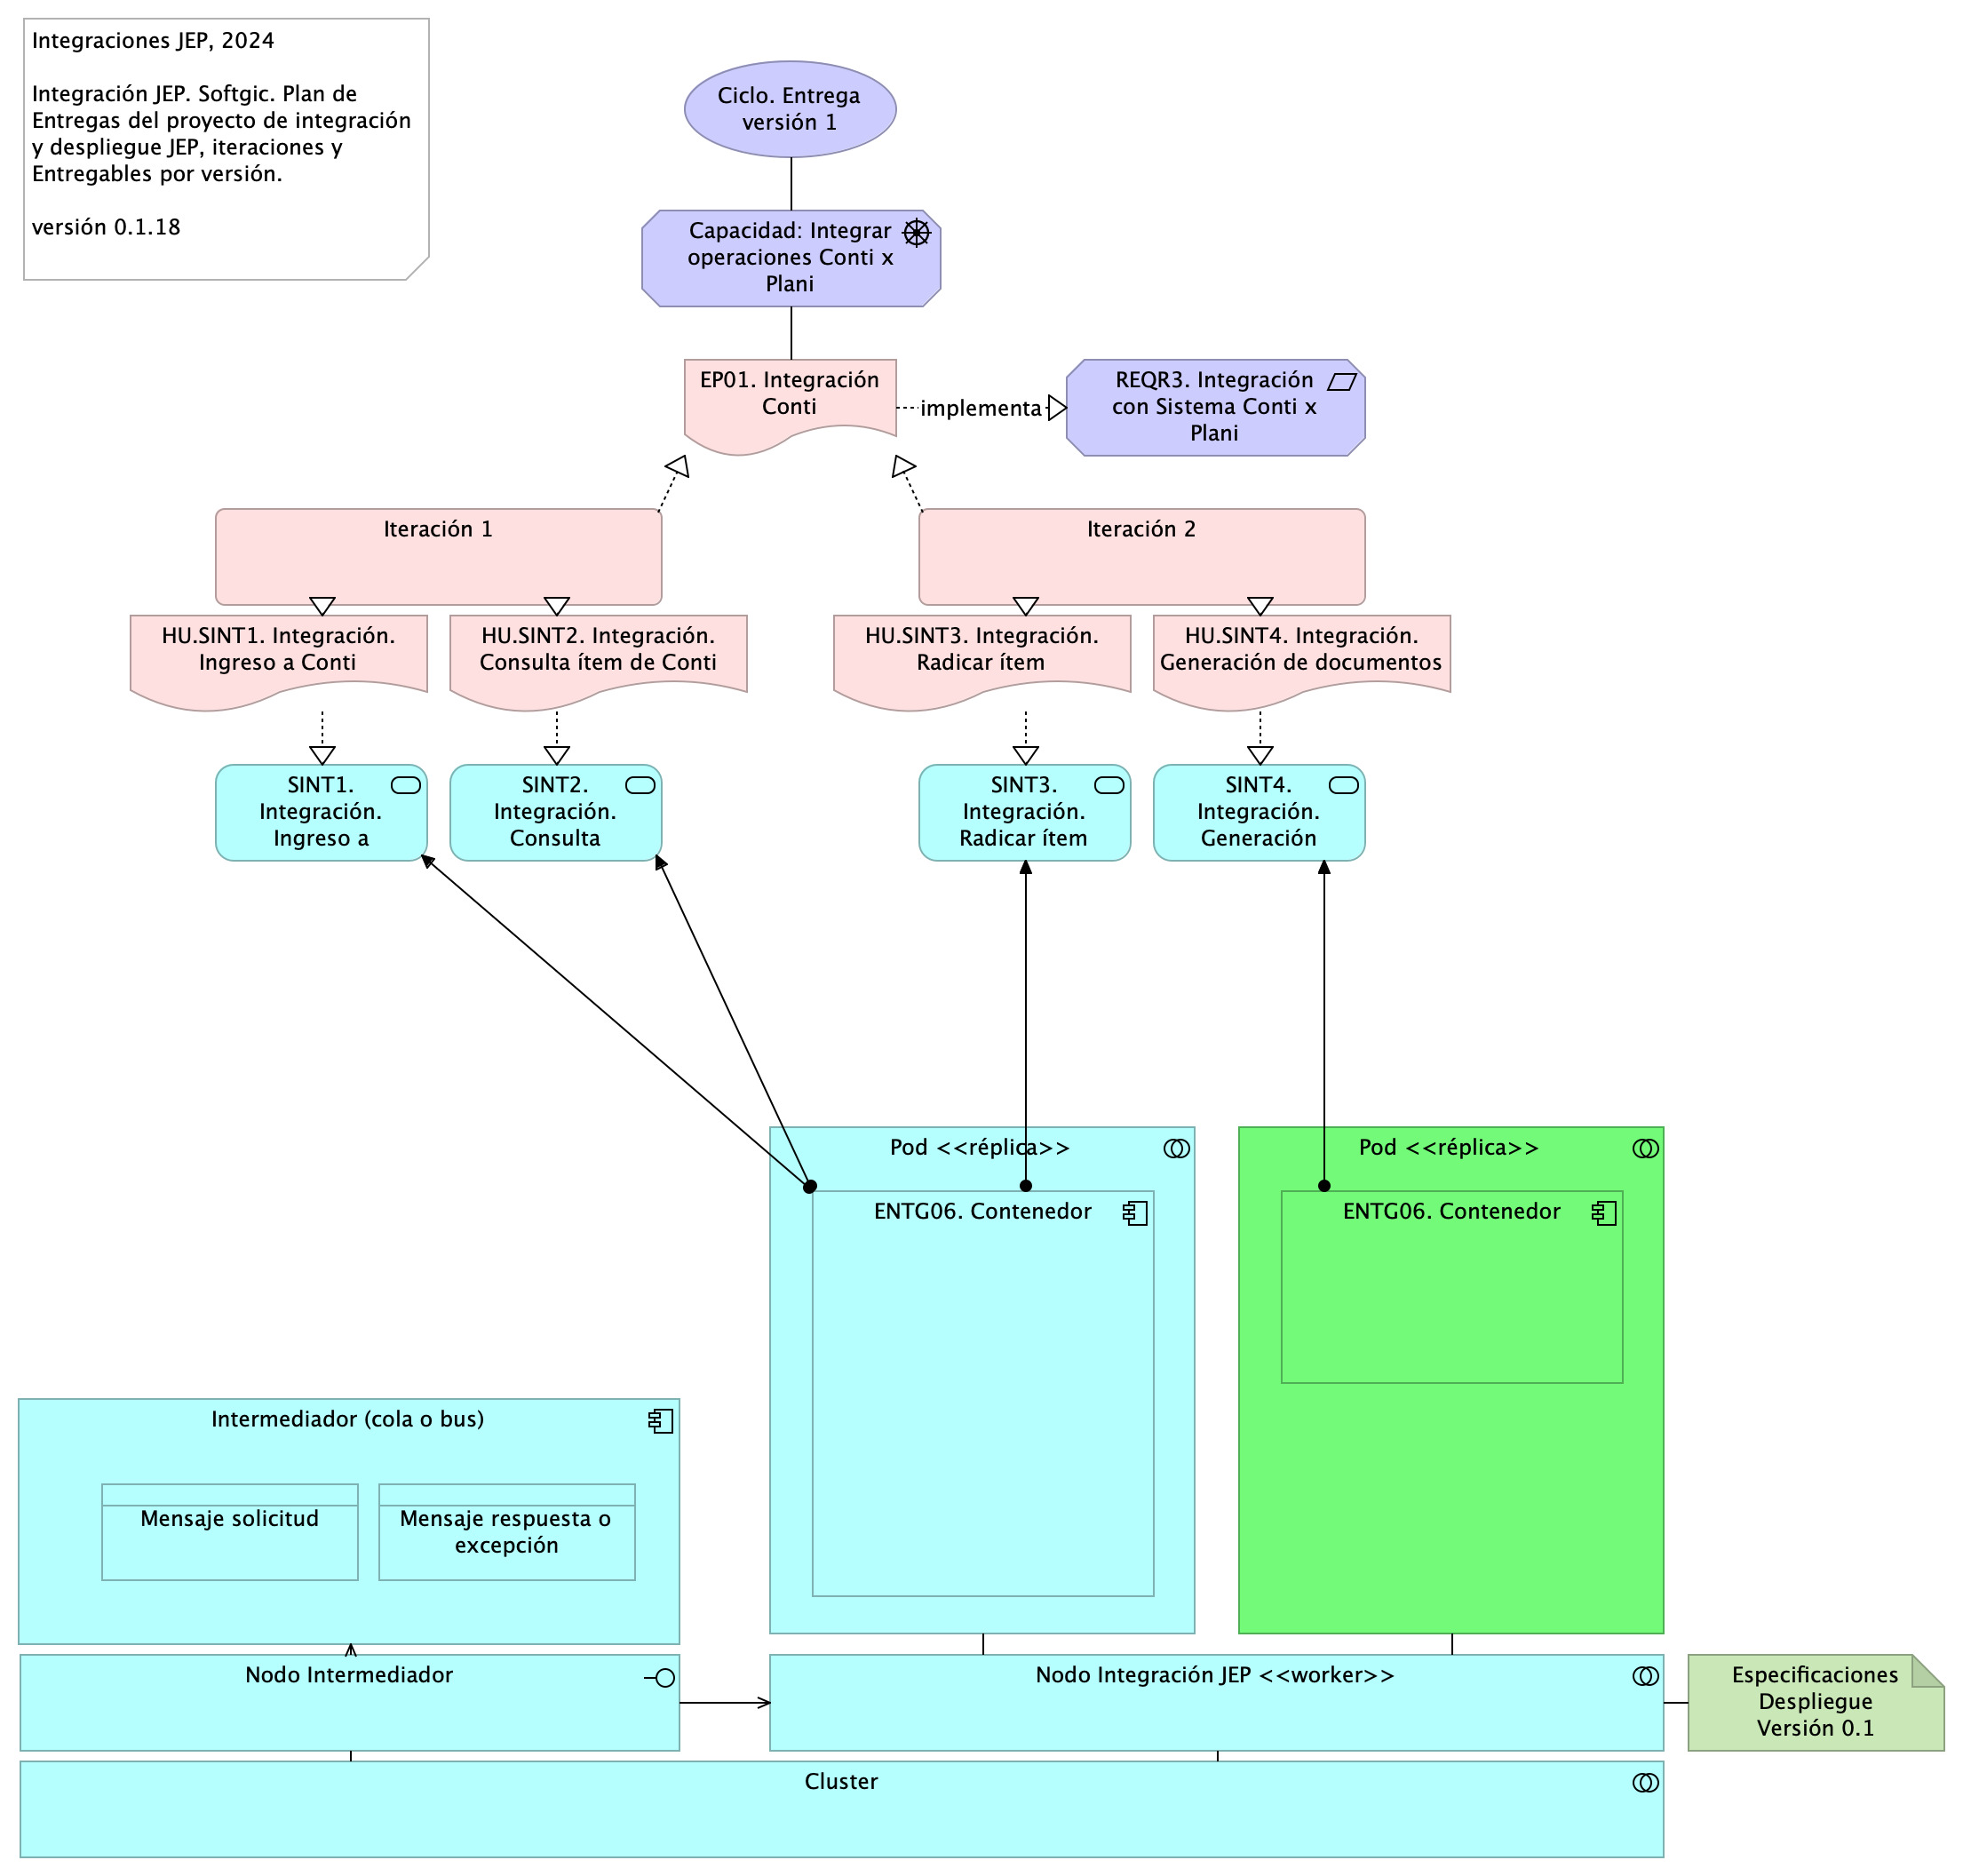 Integraciones JEP, 2024
Integración JEP. Softgic. Plan de
Entregas del proyecto de integración
y despliegue JEP, iteraciones y
Entregables por versión.
versión 0.1.18
Ciclo. Entrega
versión 1
Capacidad: Integrar
operaciones Conti x
Plani
EP01. Integración
Conti
implementa
REQR3. Integración
con Sistema Conti x
Plani
Iteración 1
Iteración 2
HU.SINT1. Integración.
Ingreso a Conti
HU.SINT2. Integración.
Consulta ítem de Conti
HU.SINT3. Integración.
Radicar ítem
HU.SINT4. Integración.
Generación de documentos
SINT1.
Integración.
Ingreso a
SINT2.
Integración.
Consulta
SINT3.
Integración.
Radicar ítem
SINT4.
Integración.
Generación
Pod <<réplica>>
ENTG06. Contenedor
Pod <<réplica>>
ENTG06. Contenedor
Intermediador (cola o bus)
Mensaje solicitud
Mensaje respuesta o
excepción
Nodo Intermediador
Nodo Integración JEP <<worker>>
Especificaciones
Despliegue
Versión 0.1
Cluster